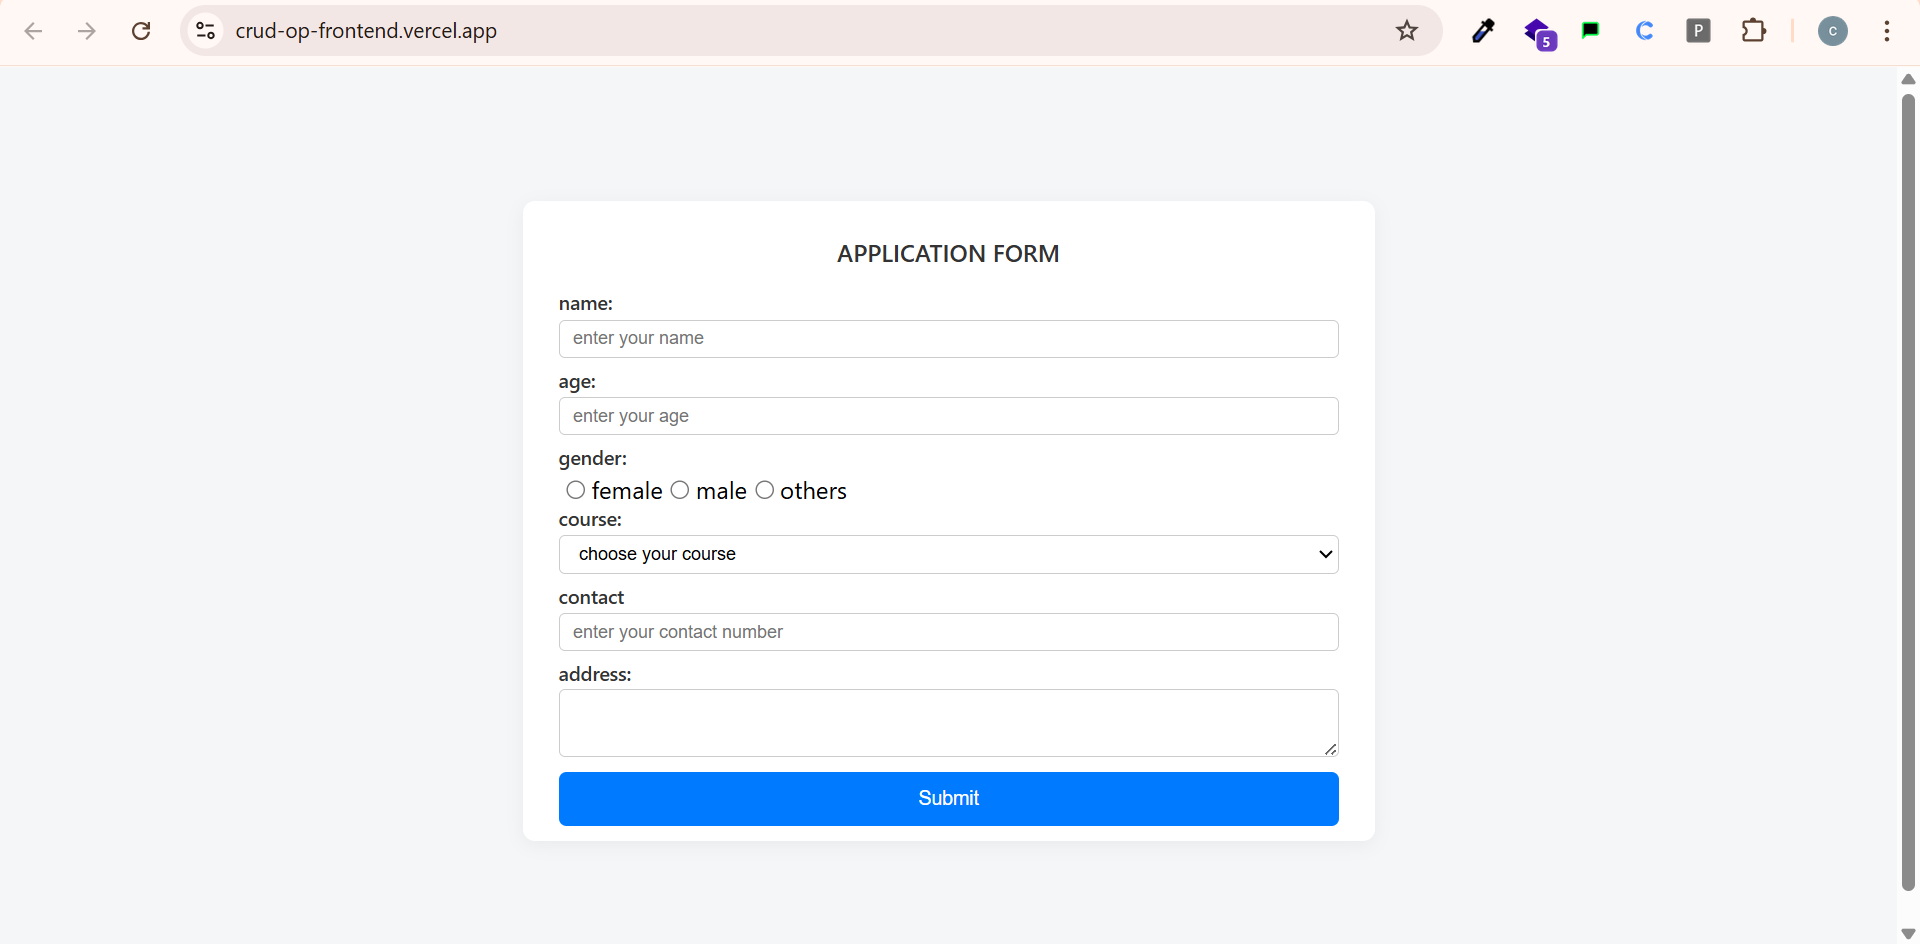 crud-op-frontend.vercel.app
5
C
P
c
APPLICATION FORM
name:
enter your name
age:
enter your age
gender:
female male others
course:
choose your course
contact
enter your contact number
address:
Submit